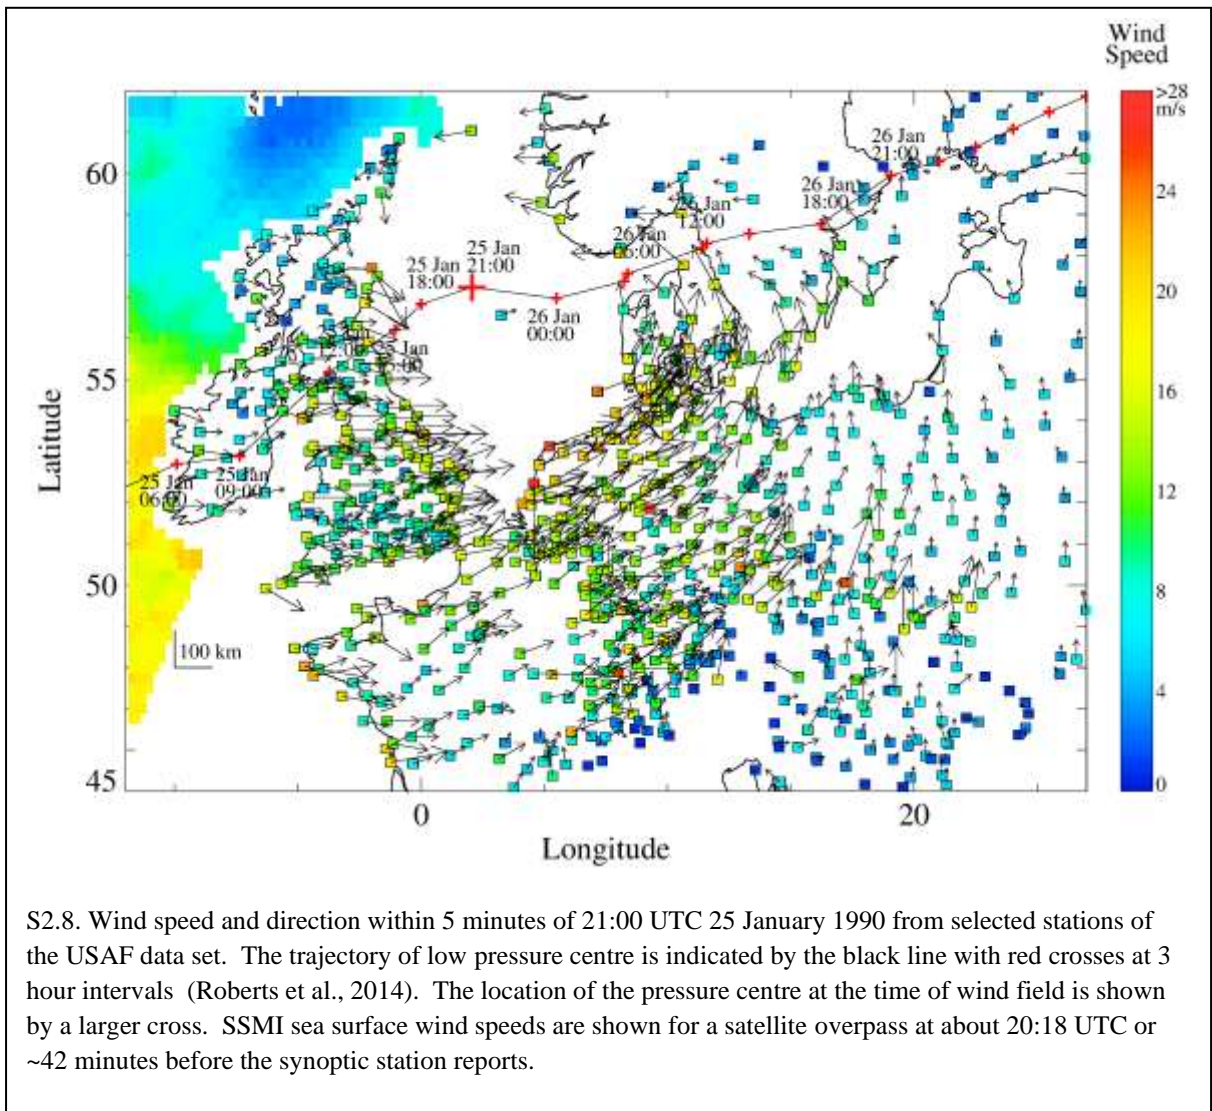 Wind
Speed
>28
m/s
24
20
16
12
8
4
0
60
55
50
45
Latitude
0
20
Longitude
100 km
25 Jan
06:00
25 Jan
09:00
25 Jan
18:00
25 Jan
21:00
26 Jan
00:00
26 Jan
06:00
26 Jan
12:00
26 Jan
18:00
26 Jan
21:00
S2.8. Wind speed and direction within 5 minutes of 21:00 UTC 25 January 1990 from selected stations of
the USAF data set. The trajectory of low pressure centre is indicated by the black line with red crosses at 3
hour intervals (Roberts et al., 2014). The location of the pressure centre at the time of wind field is shown
by a larger cross. SSMI sea surface wind speeds are shown for a satellite overpass at about 20:18 UTC or
~42 minutes before the synoptic station reports.